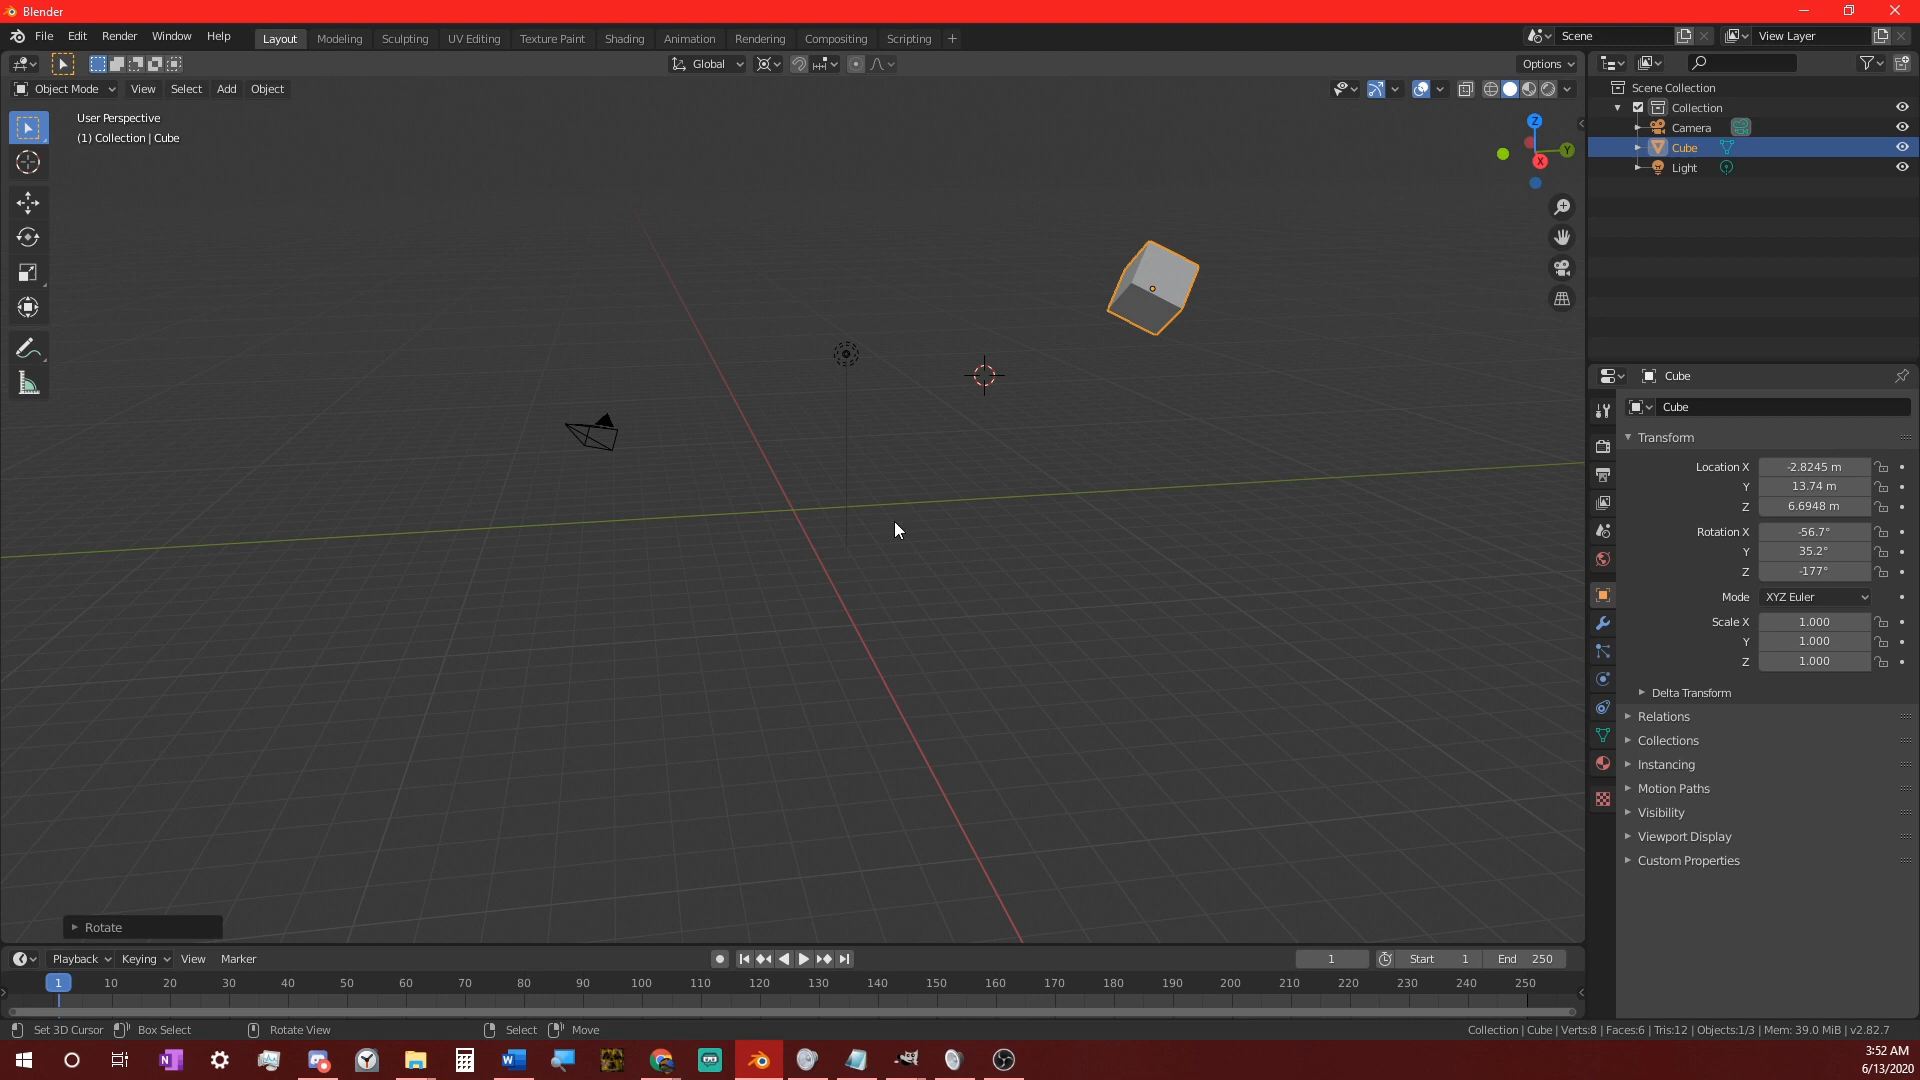 Blender
File Edit Render Window Help
Layout Modeling Sculpting UV Editing Texture Paint Shading Animation Rendering Compositing Scripting +
Scene
View Layer
Global
Options
Object Mode View Select Add Object
User Perspective
(1) Collection | Cube
Z
Y
X
Scene Collection
Collection
Camera
Cube
Light
Cube
Cube
Transform
Location X -2.8245 m
Y 13.74 m
Z 6.6948 m
Rotation X -56.7°
Y 35.2°
Z -177°
Mode XYZ Euler
Scale X 1.000
Y 1.000
Z 1.000
Delta Transform
Relations
Collections
Instancing
Motion Paths
Visibility
Viewport Display
Custom Properties
Rotate
Playback Keying View Marker
1 Start 1 End 250
1 10 20 30 40 50 60 70 80 90 100 110 120 130 140 150 160 170 180 190 200 210 220 230 240 250
Set 3D Cursor Box Select Rotate View Select Move
Collection | Cube | Verts:8 | Faces:6 | Tris:12 | Objects:1/3 | Mem: 39.0 MiB | v2.82.7
3:52 AM
6/13/2020